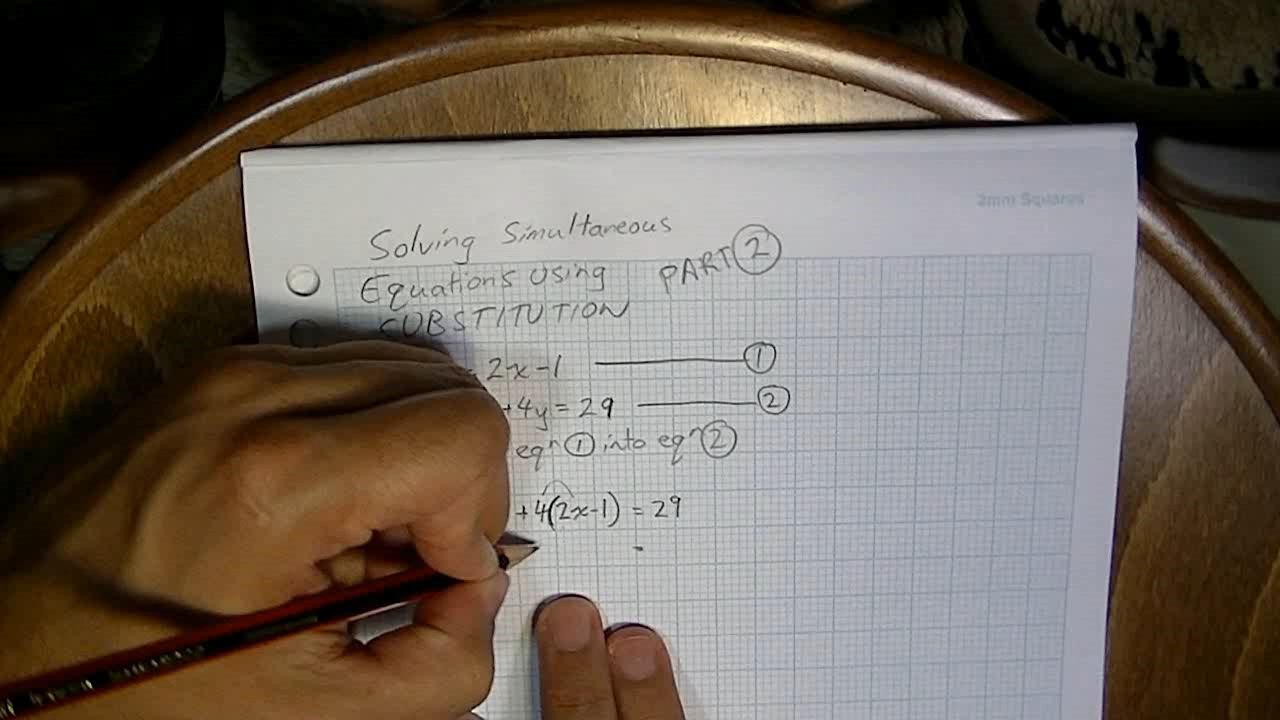 2mm Squares
Solving Simultaneous
Equations Using PART 2
SUBSTITUTION
= 2x-1 ① 
+4y = 29 ②
eqⁿ ① into eqⁿ ②
+4(2x-1) = 29